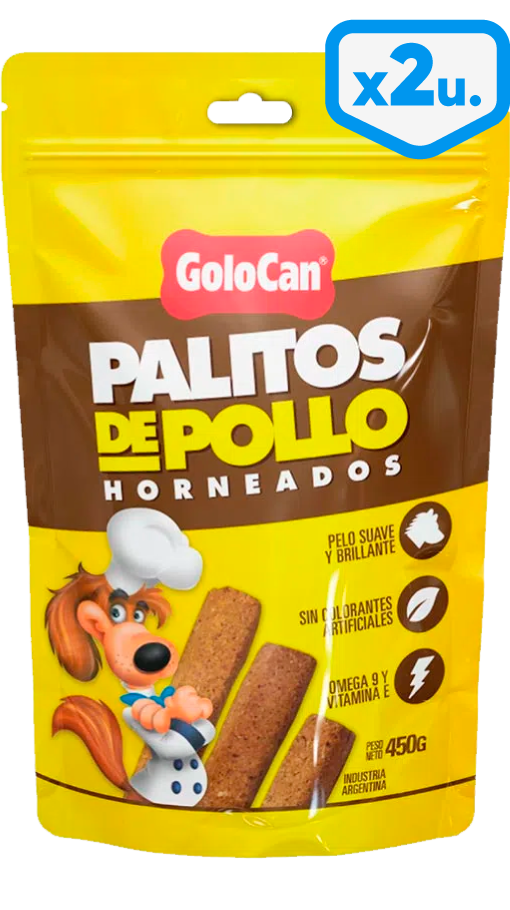 x2u.
GoloCan®
PALITOS
DE POLLO
HORNEADOS
PELO SUAVE
Y BRILLANTE
SIN COLORANTES
ARTIFICIALES
OMEGA 9 Y
VITAMINA E
PESO
NETO 450G
INDUSTRIA
ARGENTINA